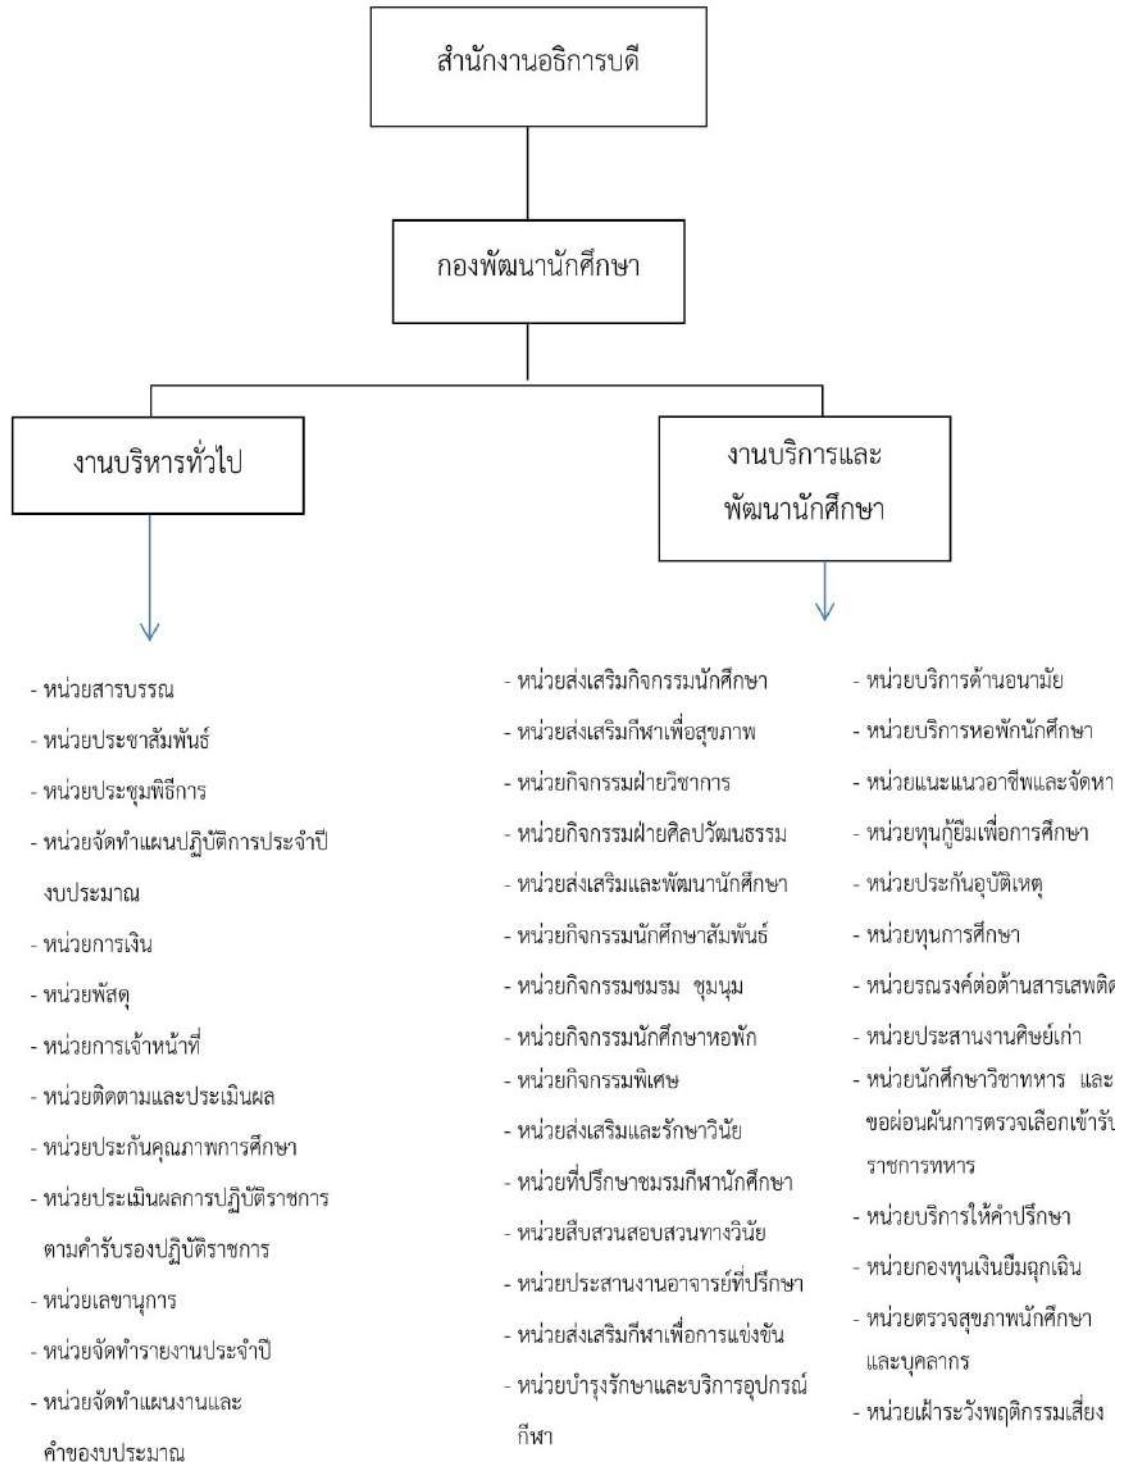 สำนักงานอธิการบดี
กองพัฒนานักศึกษา
งานบริหารทั่วไป
งานบริการและ
พัฒนานักศึกษา
- หน่วยสารบรรณ
- หน่วยประชาสัมพันธ์
- หน่วยประชุมพิธีการ
- หน่วยจัดทำแผนปฏิบัติการประจำปี
งบประมาณ
- หน่วยการเงิน
- หน่วยพัสดุ
- หน่วยการเจ้าหน้าที่
- หน่วยติดตามและประเมินผล
- หน่วยประกันคุณภาพการศึกษา
- หน่วยประเมินผลการปฏิบัติราชการ
ตามคำรับรองปฏิบัติราชการ
- หน่วยเลขานุการ
- หน่วยจัดทำรายงานประจำปี
- หน่วยจัดทำแผนงานและ
คำของบประมาณ
- หน่วยส่งเสริมกิจกรรมนักศึกษา
- หน่วยส่งเสริมกีฬาเพื่อสุขภาพ
- หน่วยกิจกรรมฝ่ายวิชาการ
- หน่วยกิจกรรมฝ่ายศิลปวัฒนธรรม
- หน่วยส่งเสริมและพัฒนานักศึกษา
- หน่วยกิจกรรมนักศึกษาสัมพันธ์
- หน่วยกิจกรรมชมรม ชุมนุม
- หน่วยกิจกรรมนักศึกษาหอพัก
- หน่วยกิจกรรมพิเศษ
- หน่วยส่งเสริมและรักษาวินัย
- หน่วยที่ปรึกษาชมรมกีฬานักศึกษา
- หน่วยสืบสวนสอบสวนทางวินัย
- หน่วยประสานงานอาจารย์ที่ปรึกษา
- หน่วยส่งเสริมกีฬาเพื่อการแข่งขัน
- หน่วยบำรุงรักษาและบริการอุปกรณ์
กีฬา
- หน่วยบริการด้านอนามัย
- หน่วยบริการหอพักนักศึกษา
- หน่วยแนะแนวอาชีพและจัดหา
- หน่วยทุนกู้ยืมเพื่อการศึกษา
- หน่วยประกันอุบัติเหตุ
- หน่วยทุนการศึกษา
- หน่วยรณรงค์ต่อต้านสารเสพติด
- หน่วยประสานงานศิษย์เก่า
- หน่วยนักศึกษาวิชาทหาร และ
ขอผ่อนผันการตรวจเลือกเข้ารับ
ราชการทหาร
- หน่วยบริการให้คำปรึกษา
- หน่วยกองทุนเงินยืมฉุกเฉิน
- หน่วยตรวจสุขภาพนักศึกษา
และบุคลากร
- หน่วยเฝ้าระวังพฤติกรรมเสี่ยง